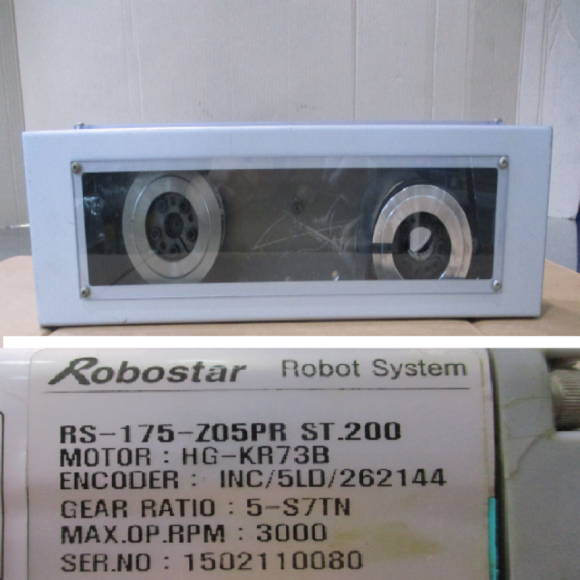 Robostar Robot System
RS-175-Z05PR ST.200
MOTOR : HG-KR73B
ENCODER : INC/5LD/262144
GEAR RATIO : 5-S7TN
MAX.OP.RPM : 3000
SER.NO : 1502110080